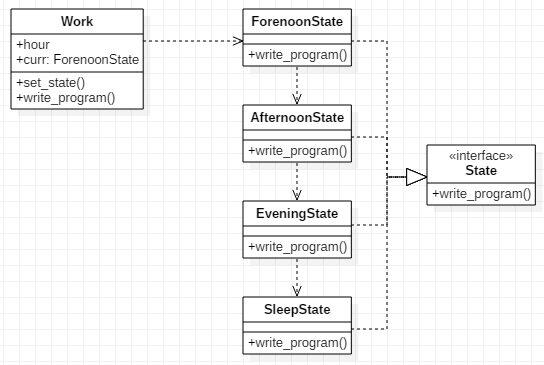 Work
+hour
+curr: ForenoonState
+set_state()
+write_program()
ForenoonState
+write_program()
AfternoonState
+write_program()
EveningState
+write_program()
SleepState
+write_program()
«interface»
State
+write_program()